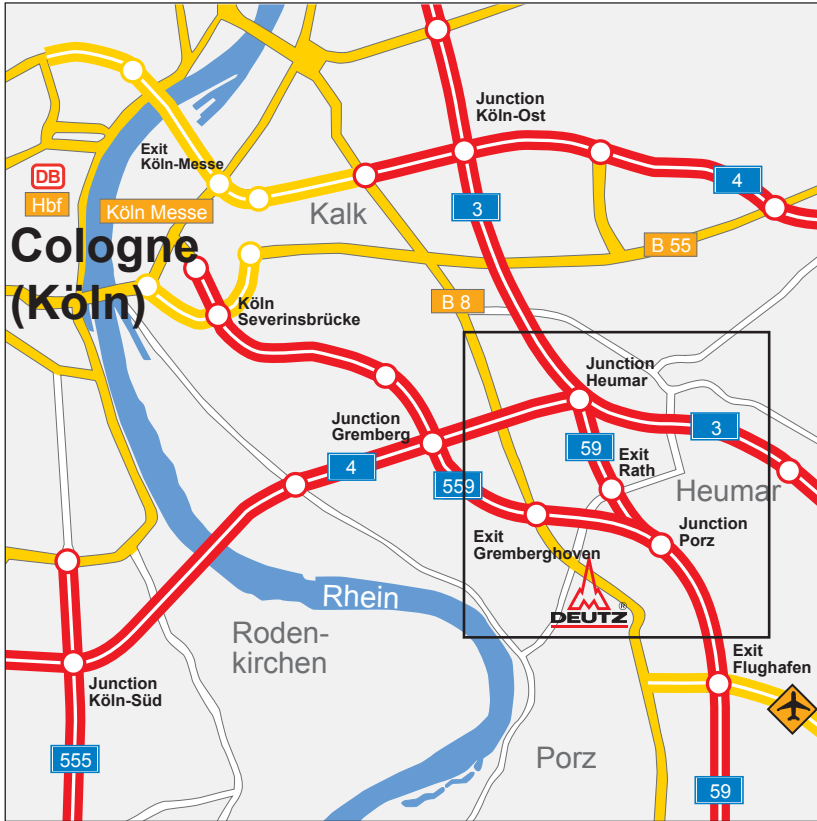 Junction
Köln-Ost
Exit
Köln-Messe
4
DB
Hbf
Köln Messe
3
Kalk
Cologne
(Köln)
B 55
B 8
Köln
Severinsbrücke
Junction
Heumar
Junction
Gremberg
3
59
Exit
Rath
4
559
Heumar
Exit
Gremberghoven
Junction
Porz
Rhein
DEUTZ ®
Roden-
kirchen
Exit
Flughafen
Junction
Köln-Süd
555
Porz
59